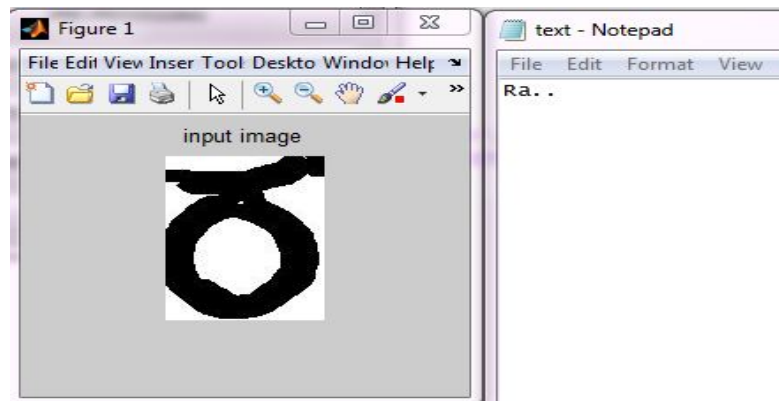 Figure 1
File Edit View Inser Tool Deskto Windo Help
input image
ರ
text - Notepad
File Edit Format View
Ra..